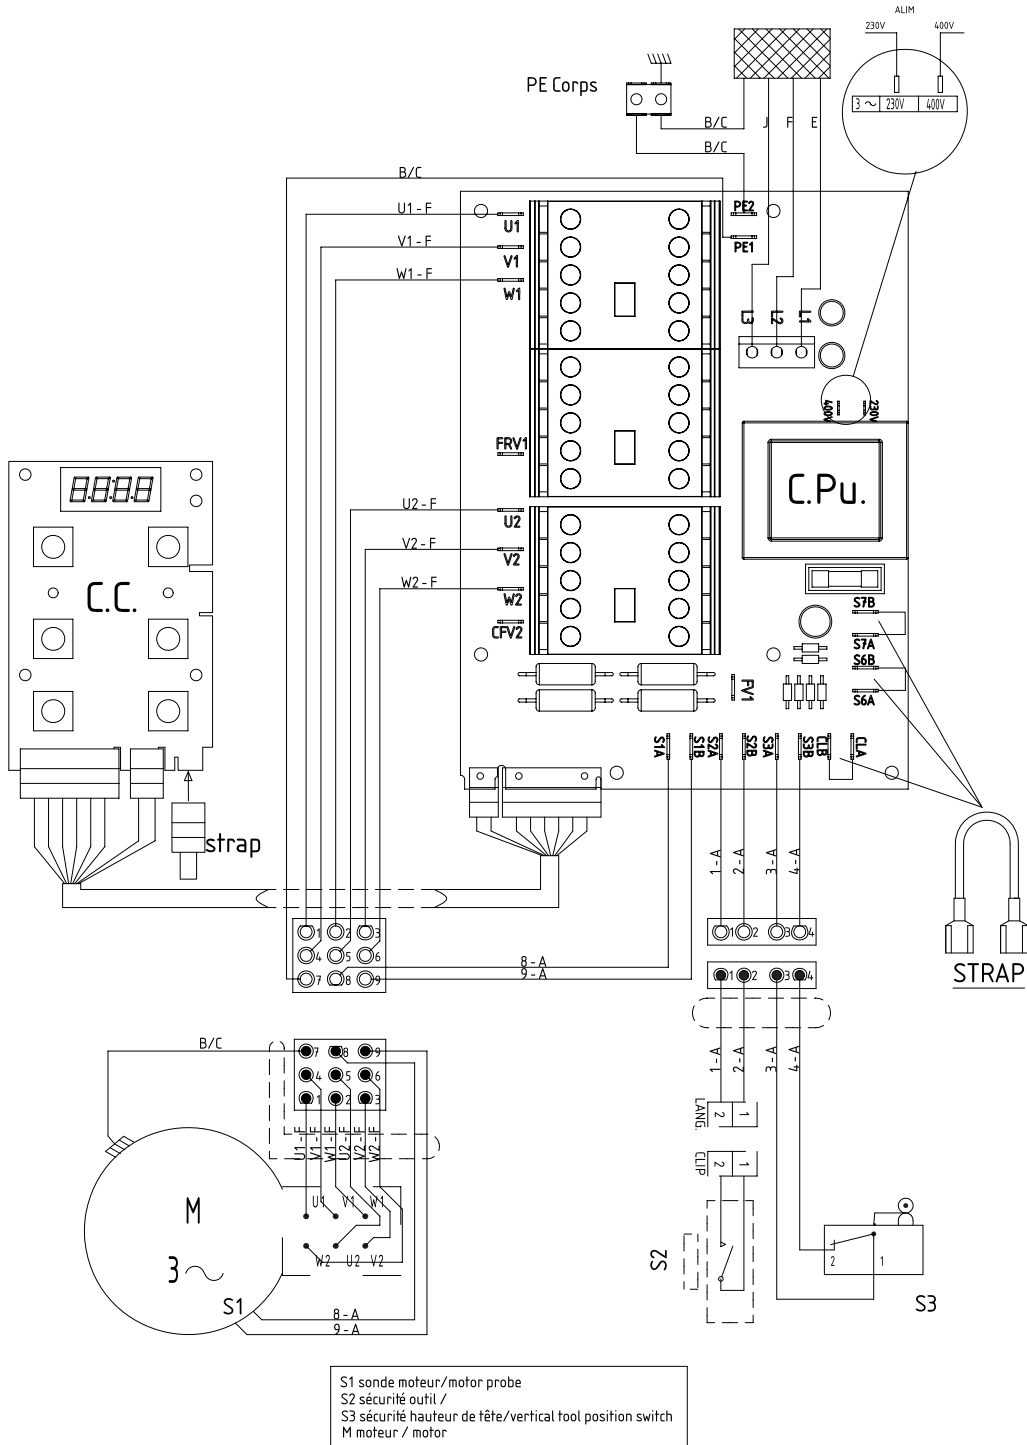 ALIM
230V 400V
3 ~ 230V 400V
PE Corps
B/C J F E
B/C
B/C
U1-F
V1-F
W1-F
U1
V1
W1
PE2
PE1
L3 L2 L1
400V 230V
FRV1
C.Pu.
U2-F
V2-F
W2-F
U2
V2
W2
CFV2
88:88
C.C.
strap
S7B
S7A
S6B
S6A
FV1
S1A S1B S2A S2B S3A S3B CLB CLA
1-A 2-A 3-A 4-A
STRAP
1 2 3
4 5 6
7 8 9
8-A
9-A
1 2 3 4
1 2 3 4
1-A 2-A 3-A 4-A
B/C
7 8 9
4 5 6
1 2 3
U1-F V1-F W1-F U2-F V2-F W2-F
U1 V1 W1
W2 U2 V2
M
3 ~
S1
8-A
9-A
LANG. 2 1
CLIP 2 1
S2
2 1
S3
S1 sonde moteur/motor probe
S2 sécurité outil /
S3 sécurité hauteur de tête/vertical tool position switch
M moteur / motor